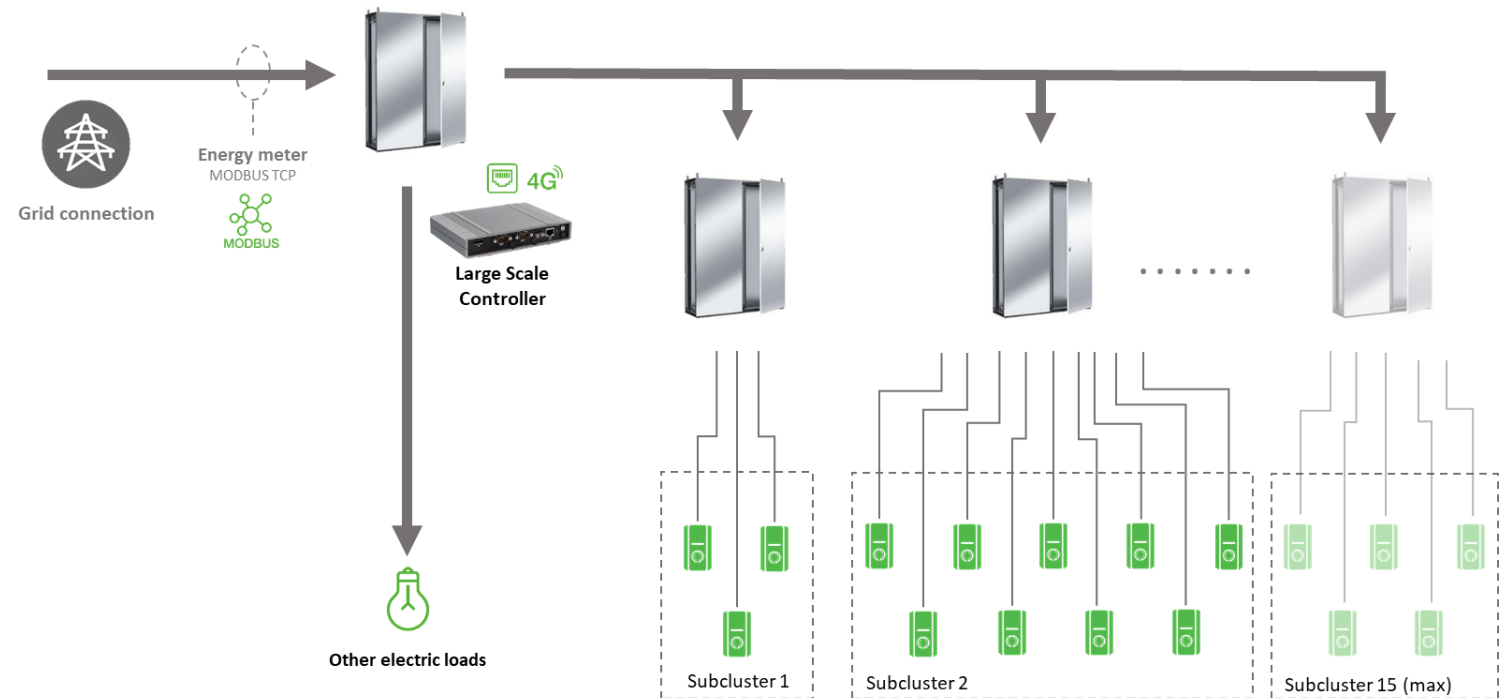 Grid connection
Energy meter
MODBUS TCP
MODBUS
4G
Large Scale
Controller
Other electric loads
Subcluster 1
Subcluster 2
Subcluster 15 (max)